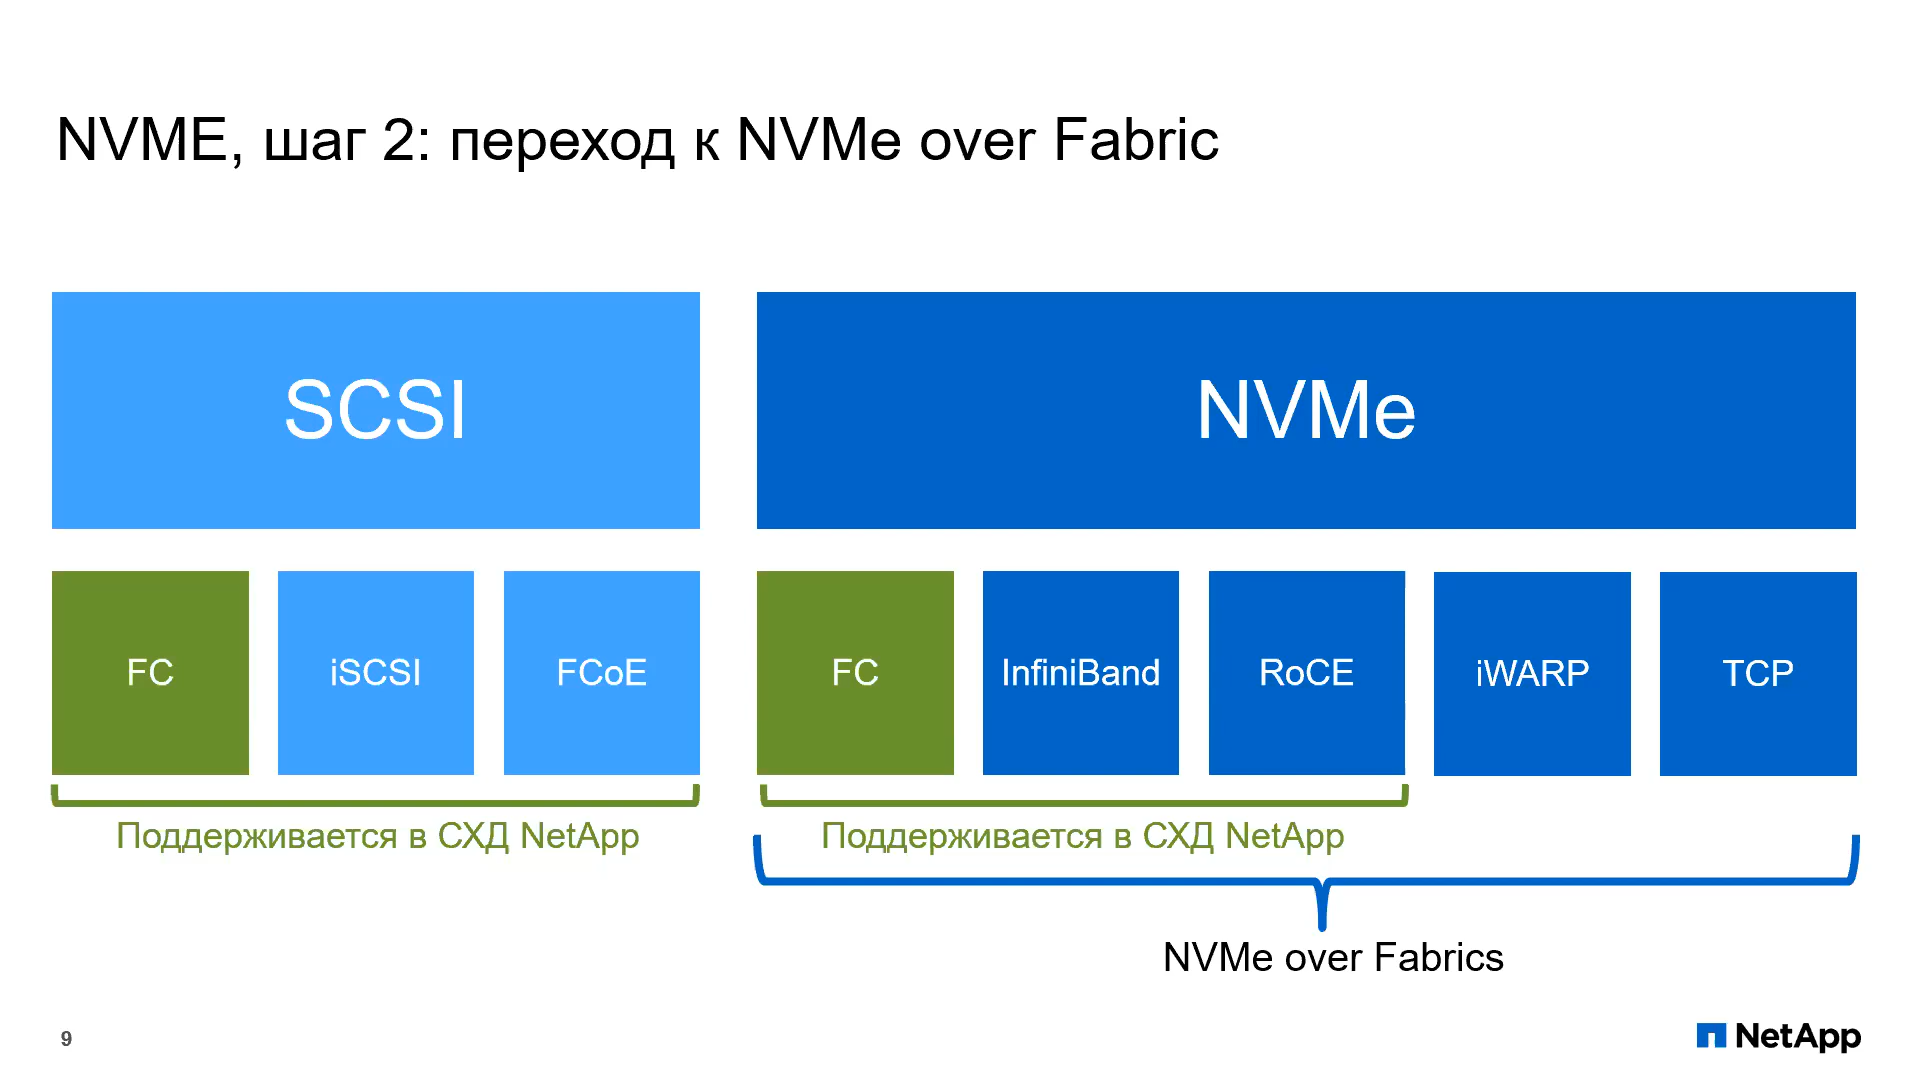 NVME, шаг 2: переход к NVMe over Fabric
SCSI
NVMe
FC
iSCSI
FCoE
FC
InfiniBand
RoCE
iWARP
TCP
Поддерживается в СХД NetApp
Поддерживается в СХД NetApp
NVMe over Fabrics
9
NetApp